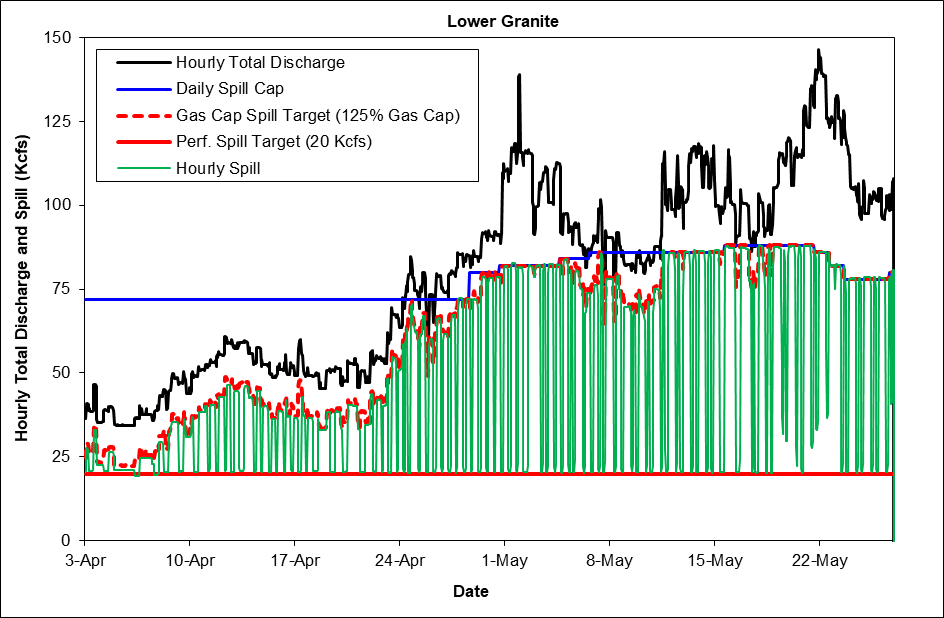 Lower Granite
Hourly Total Discharge and Spill (Kcfs)
150
125
100
75
50
25
0
Hourly Total Discharge
Daily Spill Cap
Gas Cap Spill Target (125% Gas Cap)
Perf. Spill Target (20 Kcfs)
Hourly Spill
3-Apr 10-Apr 17-Apr 24-Apr 1-May 8-May 15-May 22-May
Date